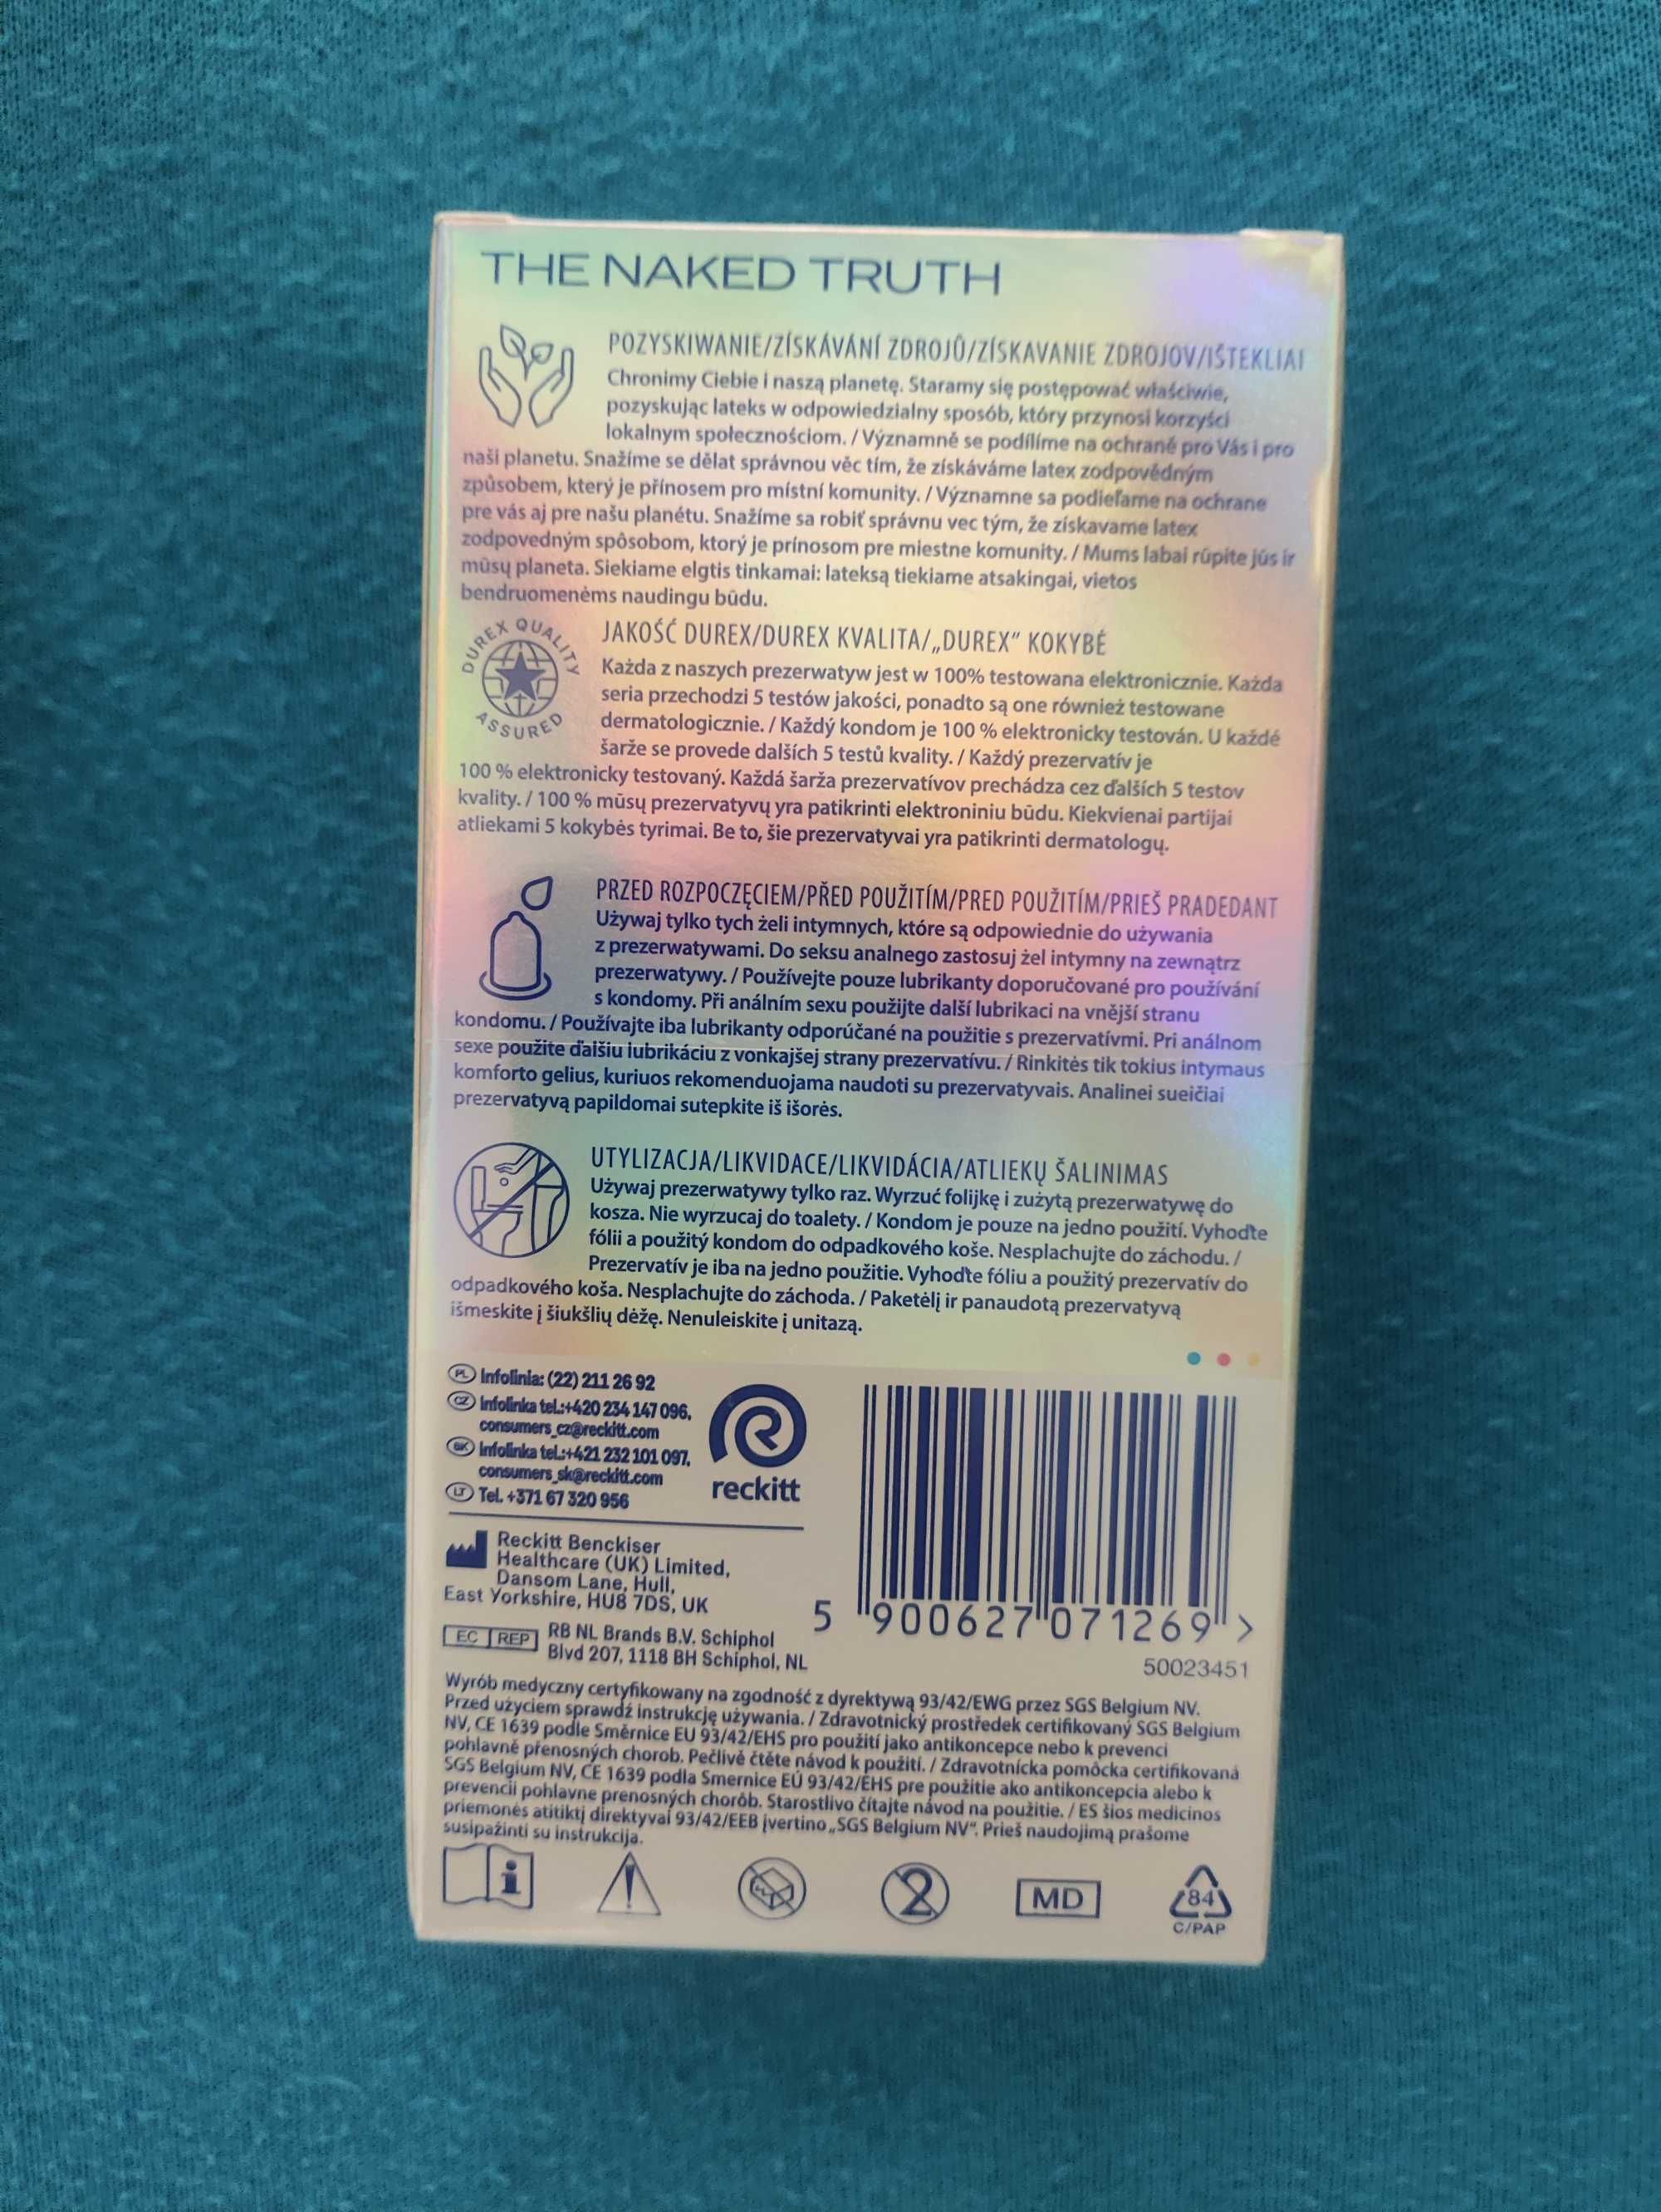 THE NAKED TRUTH
POZYSKIWANIE/ZÍSKÁVÁNÍ ZDROJŮ/ZÍSKAVANIE ZDROJOV/IŠTEKLIAI
Chronimy Ciebie i naszą planetę. Staramy się postępować właściwie,
pozyskując lateks w odpowiedzialny sposób, który przynosi korzyści
lokalnym społecznościom. / Významně se podílíme na ochraně pro Vás i pro
naši planetu. Snažíme se dělat správnou věc tím, že získáváme latex zodpovědným
způsobem, který je přínosem pro místní komunity. / Významne sa podieľame na ochrane
pre vás aj pre našu planétu. Snažíme sa robiť správnu vec tým, že získavame latex
zodpovedným spôsobom, ktorý je prínosom pre miestne komunity. / Mums labai rūpite jūs ir
mūsų planeta. Siekiame elgtis tinkamai: lateksą tiekiame atsakingai, vietos
bendruomenėms naudingu būdu.
DUREX QUALITY
ASSURED
JAKOŚĆ DUREX/DUREX KVALITA/„DUREX“ KOKYBĖ
Każda z naszych prezerwatyw jest w 100% testowana elektronicznie. Każda
seria przechodzi 5 testów jakości, ponadto są one również testowane
dermatologicznie. / Každý kondom je 100 % elektronicky testován. U každé
šarže se provede dalších 5 testů kvality. / Každý prezervatív je
100 % elektronicky testovaný. Každá šarža prezervatívov prechádza cez ďalších 5 testov
kvality. / 100 % mūsų prezervatyvų yra patikrinti elektroniniu būdu. Kiekvienai partijai
atliekami 5 kokybės tyrimai. Be to, šie prezervatyvai yra patikrinti dermatologų.
PRZED ROZPOCZĘCIEM/PŘED POUŽITÍM/PRED POUŽITÍM/PRIEŠ PRADEDANT
Używaj tylko tych żeli intymnych, które są odpowiednie do używania
z prezerwatywami. Do seksu analnego zastosuj żel intymny na zewnątrz
prezerwatywy. / Používejte pouze lubrikanty doporučované pro používání
s kondomy. Při análním sexu použijte další lubrikaci na vnější stranu
kondomu. / Používajte iba lubrikanty odporúčané na použitie s prezervatívmi. Pri análnom
sexe použite ďalšiu lubrikáciu z vonkajšej strany prezervatívu. / Rinkitės tik tokius intymaus
komforto gelius, kuriuos rekomenduojama naudoti su prezervatyvais. Analinei sueičiai
prezervatyvą papildomai sutepkite iš išorės.
UTYLIZACJA/LIKVIDACE/LIKVIDÁCIA/ATLIEKŲ ŠALINIMAS
Używaj prezerwatywy tylko raz. Wyrzuć folijkę i zużytą prezerwatywę do
kosza. Nie wyrzucaj do toalety. / Kondom je pouze na jedno použití. Vyhoďte
fólii a použitý kondom do odpadkového koše. Nesplachujte do záchodu. /
Prezervatív je iba na jedno použitie. Vyhoďte fóliu a použitý prezervatív do
odpadkového koša. Nesplachujte do záchoda. / Paketėlį ir panaudotą prezervatyvą
išmeskite į šiukšlių dėžę. Nenuleiskite į unitazą.
PL Infolinia: (22) 211 26 92
CZ Infolinka tel.:+420 234 147 096,
consumers_cz@reckitt.com
SK Infolinka tel.:+421 232 101 097,
consumers_sk@reckitt.com
LT Tel. +371 67 320 956
reckitt
Reckitt Benckiser
Healthcare (UK) Limited,
Dansom Lane, Hull,
East Yorkshire, HU8 7DS, UK
EC REP RB NL Brands B.V. Schiphol
Blvd 207, 1118 BH Schiphol, NL
5 900627 071269 >
50023451
Wyrób medyczny certyfikowany na zgodność z dyrektywą 93/42/EWG przez SGS Belgium NV.
Przed użyciem sprawdź instrukcję używania. / Zdravotnický prostředek certifikovaný SGS Belgium
NV, CE 1639 podle Směrnice EU 93/42/EHS pro použití jako antikoncepce nebo k prevenci
pohlavně přenosných chorob. Pečlivě čtěte návod k použití. / Zdravotnícka pomôcka certifikovaná
SGS Belgium NV, CE 1639 podla Smernice EÚ 93/42/EHS pre použitie ako antikoncepcia alebo k
prevencii pohlavne prenosných chorôb. Starostlivo čítajte návod na použitie. / ES šios medicinos
priemonės atitiktį direktyvai 93/42/EEB įvertino „SGS Belgium NV“. Prieš naudojimą prašome
susipažinti su instrukcija.
i
2
MD
84
C/PAP